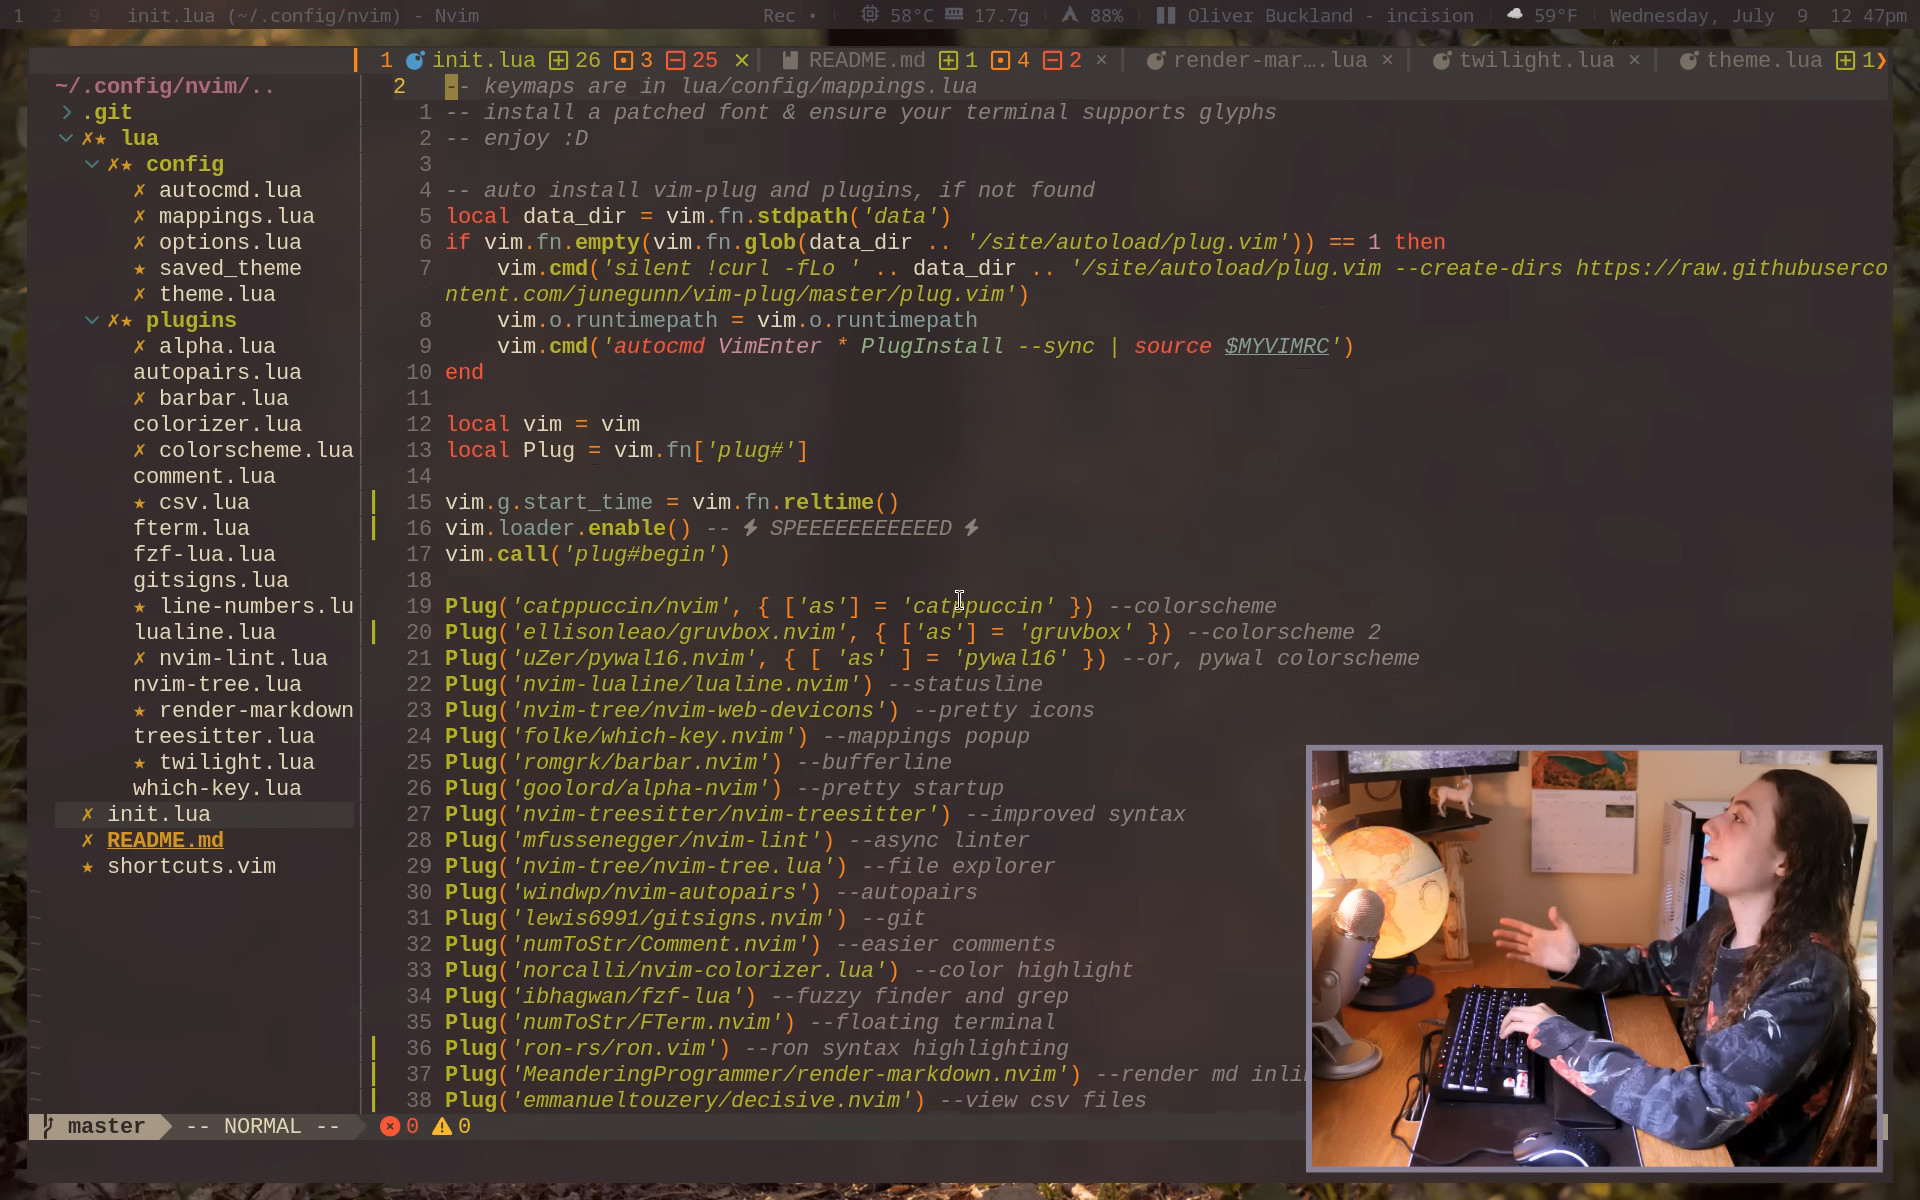 1 2 9 init.lua (~/.config/nvim) - Nvim Rec • 58°C 17.7g 88% Oliver Buckland - incision 59°F Wednesday, July 9 12 47pm
1 init.lua 26 3 25 × README.md 1 4 2 × render-mar….lua × twilight.lua × theme.lua 1❯
~/.config/nvim/..
.git
✗★ lua
✗★ config
✗ autocmd.lua
✗ mappings.lua
✗ options.lua
★ saved_theme
✗ theme.lua
✗★ plugins
✗ alpha.lua
autopairs.lua
✗ barbar.lua
colorizer.lua
✗ colorscheme.lua
comment.lua
★ csv.lua
fterm.lua
fzf-lua.lua
gitsigns.lua
★ line-numbers.lu
lualine.lua
✗ nvim-lint.lua
nvim-tree.lua
★ render-markdown
treesitter.lua
★ twilight.lua
which-key.lua
✗ init.lua
✗ README.md
★ shortcuts.vim
2 -- keymaps are in lua/config/mappings.lua
1 -- install a patched font & ensure your terminal supports glyphs
2 -- enjoy :D
3
4 -- auto install vim-plug and plugins, if not found
5 local data_dir = vim.fn.stdpath('data')
6 if vim.fn.empty(vim.fn.glob(data_dir .. '/site/autoload/plug.vim')) == 1 then
7 vim.cmd('silent !curl -fLo ' .. data_dir .. '/site/autoload/plug.vim --create-dirs https://raw.githubuserco
ntent.com/junegunn/vim-plug/master/plug.vim')
8 vim.o.runtimepath = vim.o.runtimepath
9 vim.cmd('autocmd VimEnter * PlugInstall --sync | source $MYVIMRC')
10 end
11
12 local vim = vim
13 local Plug = vim.fn['plug#']
14
15 vim.g.start_time = vim.fn.reltime()
16 vim.loader.enable() -- ⚡ SPEEEEEEEEEEED ⚡
17 vim.call('plug#begin')
18
19 Plug('catppuccin/nvim', { ['as'] = 'catppuccin' }) --colorscheme
20 Plug('ellisonleao/gruvbox.nvim', { ['as'] = 'gruvbox' }) --colorscheme 2
21 Plug('uZer/pywal16.nvim', { [ 'as' ] = 'pywal16' }) --or, pywal colorscheme
22 Plug('nvim-lualine/lualine.nvim') --statusline
23 Plug('nvim-tree/nvim-web-devicons') --pretty icons
24 Plug('folke/which-key.nvim') --mappings popup
25 Plug('romgrk/barbar.nvim') --bufferline
26 Plug('goolord/alpha-nvim') --pretty startup
27 Plug('nvim-treesitter/nvim-treesitter') --improved syntax
28 Plug('mfussenegger/nvim-lint') --async linter
29 Plug('nvim-tree/nvim-tree.lua') --file explorer
30 Plug('windwp/nvim-autopairs') --autopairs
31 Plug('lewis6991/gitsigns.nvim') --git
32 Plug('numToStr/Comment.nvim') --easier comments
33 Plug('norcalli/nvim-colorizer.lua') --color highlight
34 Plug('ibhagwan/fzf-lua') --fuzzy finder and grep
35 Plug('numToStr/FTerm.nvim') --floating terminal
36 Plug('ron-rs/ron.vim') --ron syntax highlighting
37 Plug('MeanderingProgrammer/render-markdown.nvim') --render md inli
38 Plug('emmanueltouzery/decisive.nvim') --view csv files
master -- NORMAL -- 0 0